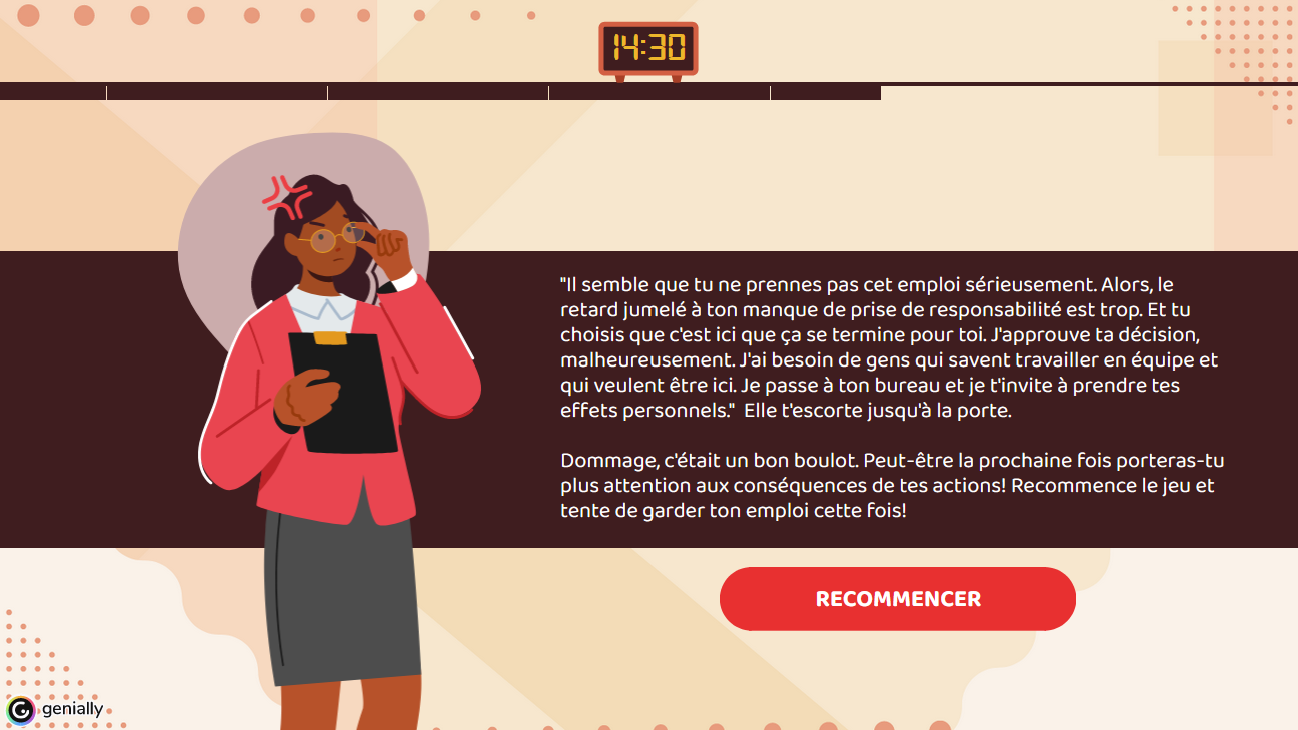 14:30
"Il semble que tu ne prennes pas cet emploi sérieusement. Alors, le
retard jumelé à ton manque de prise de responsabilité est trop. Et tu
choisis que c'est ici que ça se termine pour toi. J'approuve ta décision,
malheureusement. J'ai besoin de gens qui savent travailler en équipe et
qui veulent être ici. Je passe à ton bureau et je t'invite à prendre tes
effets personnels." Elle t'escorte jusqu'à la porte.
Dommage, c'était un bon boulot. Peut-être la prochaine fois porteras-tu
plus attention aux conséquences de tes actions! Recommence le jeu et
tente de garder ton emploi cette fois!
RECOMMENCER
genially